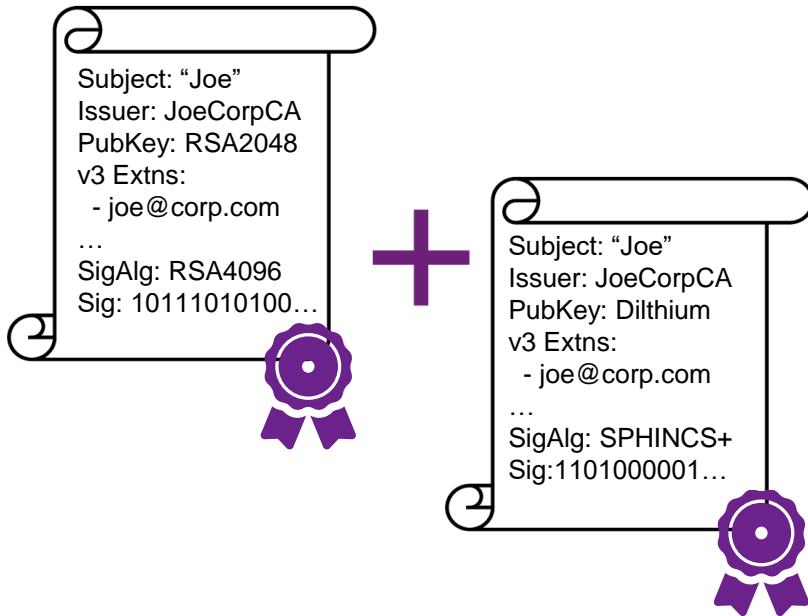 Subject: “Joe”
Issuer: JoeCorpCA
PubKey: RSA2048
v3 Extns:
- joe@corp.com
…
SigAlg: RSA4096
Sig: 10111010100…
Subject: “Joe”
Issuer: JoeCorpCA
PubKey: Dilthium
v3 Extns:
- joe@corp.com
…
SigAlg: SPHINCS+
Sig:1101000001…